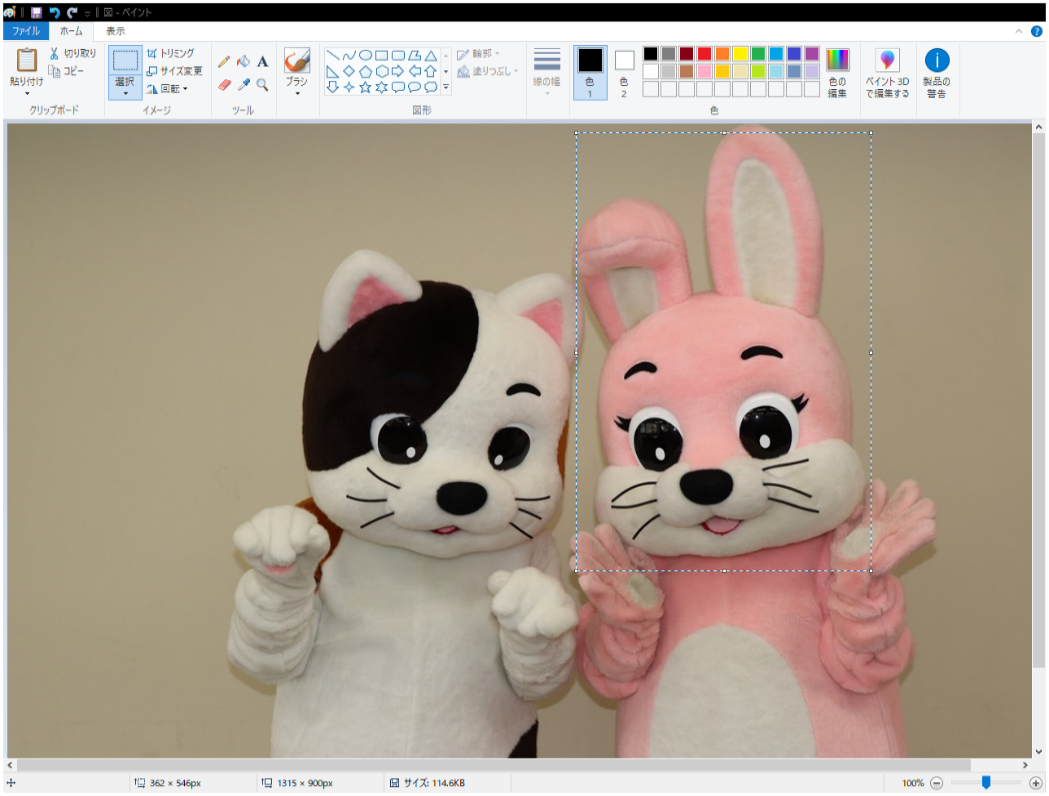 図 - ペイント
ファイル ホーム 表示
貼り付け
切り取り
コピー
クリップボード
選択
トリミング
サイズ変更
回転
イメージ
A
ツール
ブラシ
図形
輪郭
塗りつぶし
線の幅
色
1
色
2
色の
編集
色
ペイント 3D
で編集する
製品の
警告
362 × 546px
1315 × 900px
サイズ: 114.6KB
100%